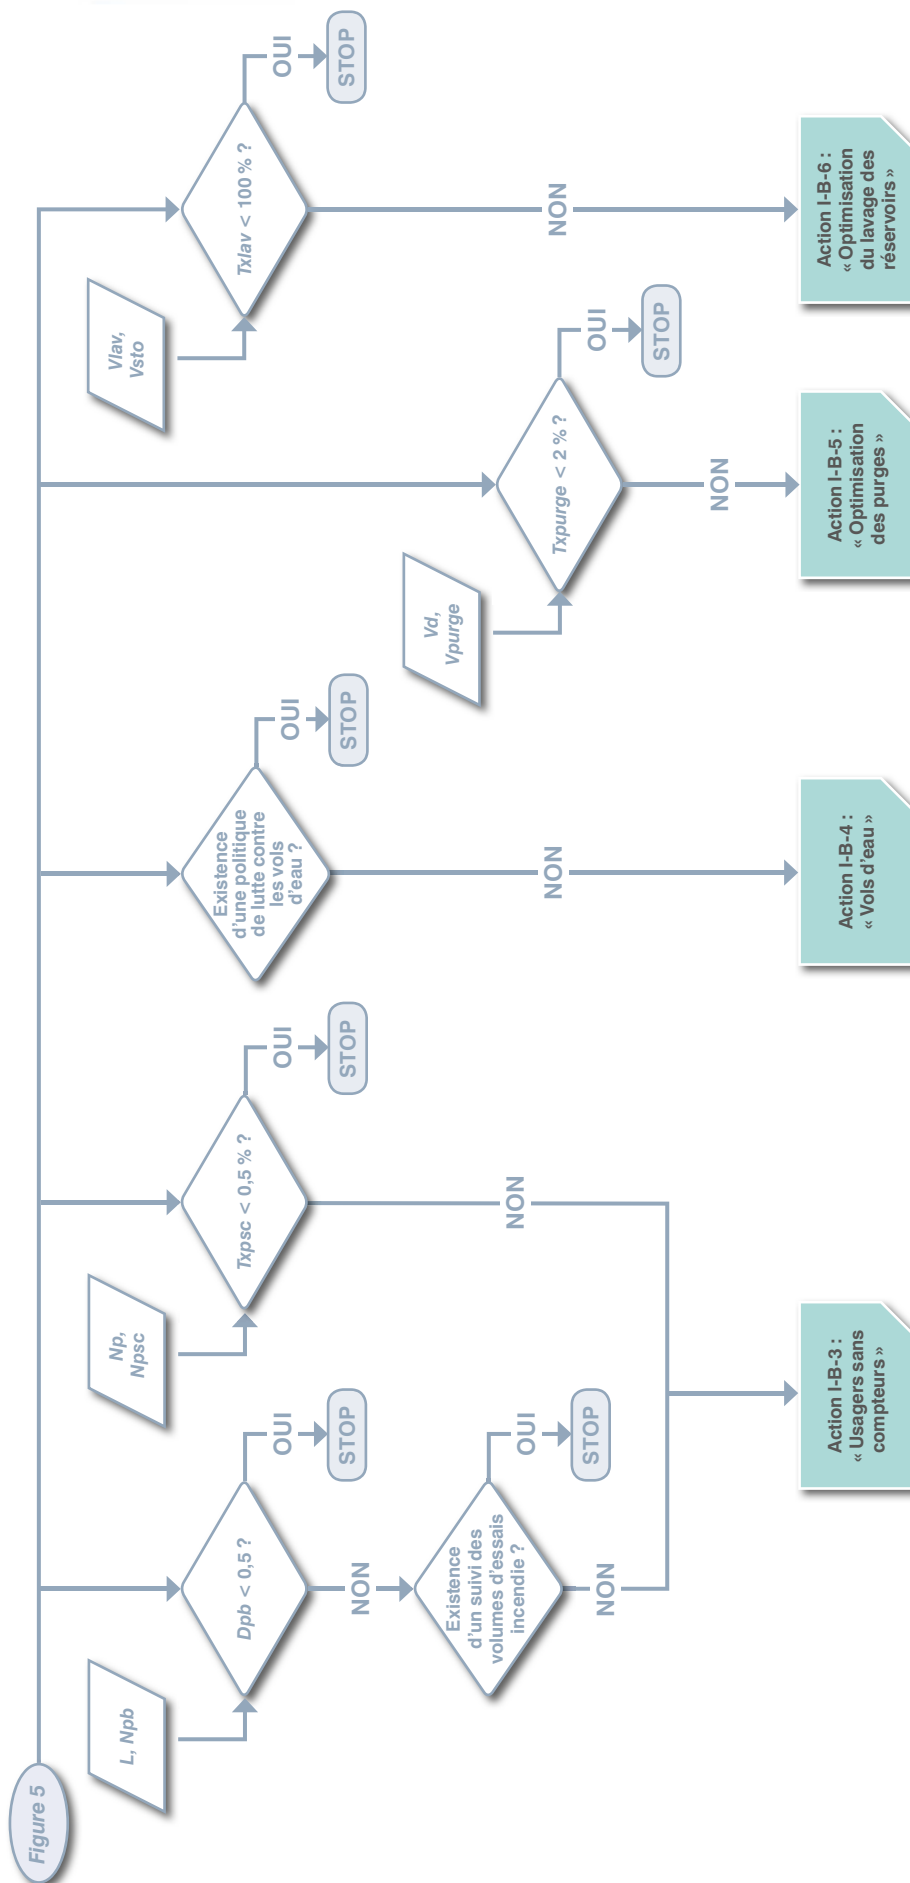 Figure 5
L, Npb
Dpb < 0,5 ?
OUI
STOP
NON
Existence
d'un suivi des
volumes d'essais
incendie ?
OUI
STOP
NON
Np,
Npsc
Txpsc < 0,5 % ?
OUI
STOP
NON
Action I-B-3 :
« Usagers sans
compteurs »
Existence
d'une politique
de lutte contre
les vols
d'eau ?
OUI
STOP
NON
Action I-B-4 :
« Vols d'eau »
Vd,
Vpurge
Txpurge < 2 % ?
OUI
STOP
NON
Action I-B-5 :
« Optimisation
des purges »
Vlav,
Vsto
Txlav < 100 % ?
OUI
STOP
NON
Action I-B-6 :
« Optimisation
du lavage des
réservoirs »